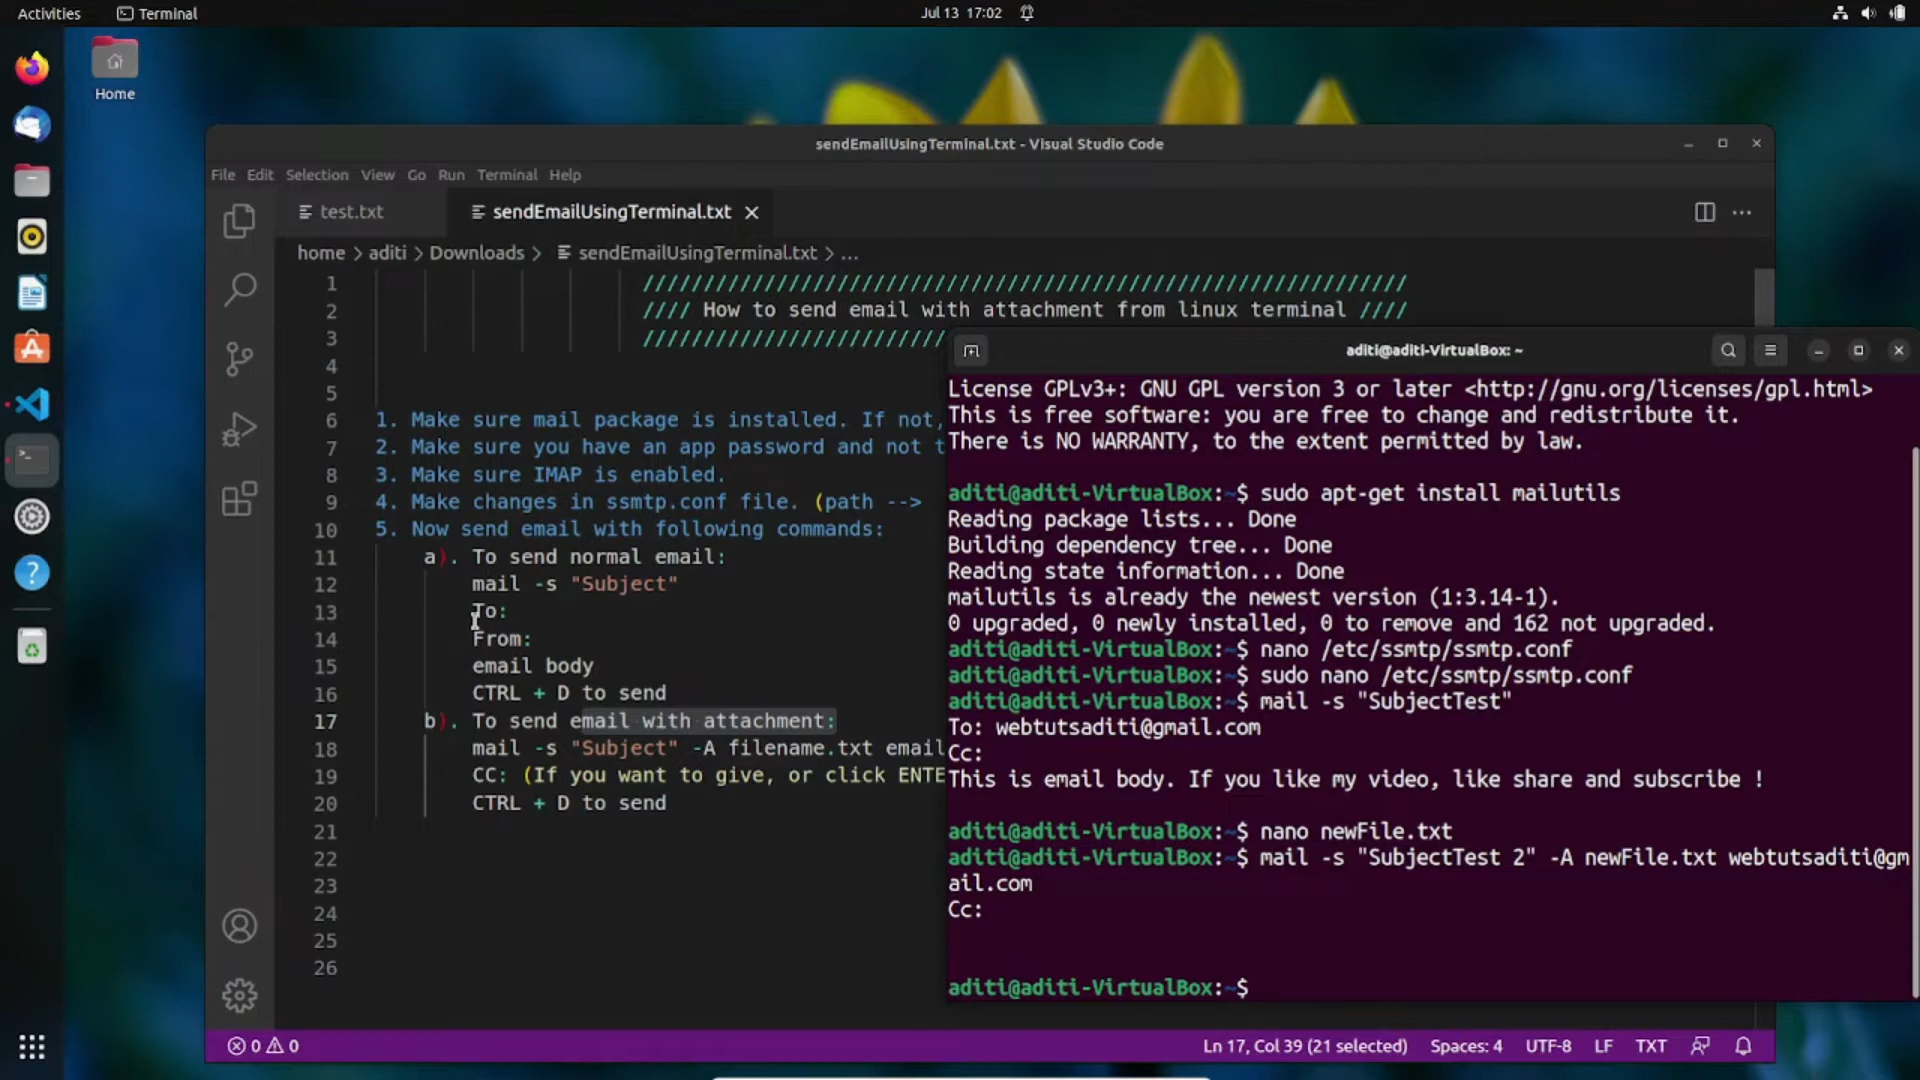 Activities
Terminal
Jul 13 17:02
Home
sendEmailUsingTerminal.txt - Visual Studio Code
File Edit Selection View Go Run Terminal Help
test.txt
sendEmailUsingTerminal.txt
home > aditi > Downloads > sendEmailUsingTerminal.txt > ...
1 ///////////////////////////////////////////////////////////////
2 //// How to send email with attachment from linux terminal ////
3 /////////////////////////
4
5
6 1. Make sure mail package is installed. If not,
7 2. Make sure you have an app password and not t
8 3. Make sure IMAP is enabled.
9 4. Make changes in ssmtp.conf file. (path -->
10 5. Now send email with following commands:
11 a). To send normal email:
12 mail -s "Subject"
13 To:
14 From:
15 email body
16 CTRL + D to send
17 b). To send email with attachment:
18 mail -s "Subject" -A filename.txt email
19 CC: (If you want to give, or click ENTE
20 CTRL + D to send
21
22
23
24
25
26
0 0
Ln 17, Col 39 (21 selected) Spaces: 4 UTF-8 LF TXT
aditi@aditi-VirtualBox: ~
License GPLv3+: GNU GPL version 3 or later <http://gnu.org/licenses/gpl.html>
This is free software: you are free to change and redistribute it.
There is NO WARRANTY, to the extent permitted by law.
aditi@aditi-VirtualBox:~$ sudo apt-get install mailutils
Reading package lists... Done
Building dependency tree... Done
Reading state information... Done
mailutils is already the newest version (1:3.14-1).
0 upgraded, 0 newly installed, 0 to remove and 162 not upgraded.
aditi@aditi-VirtualBox:~$ nano /etc/ssmtp/ssmtp.conf
aditi@aditi-VirtualBox:~$ sudo nano /etc/ssmtp/ssmtp.conf
aditi@aditi-VirtualBox:~$ mail -s "SubjectTest"
To: webtutsaditi@gmail.com
Cc:
This is email body. If you like my video, like share and subscribe !
aditi@aditi-VirtualBox:~$ nano newFile.txt
aditi@aditi-VirtualBox:~$ mail -s "SubjectTest 2" -A newFile.txt webtutsaditi@gm
ail.com
Cc:
aditi@aditi-VirtualBox:~$